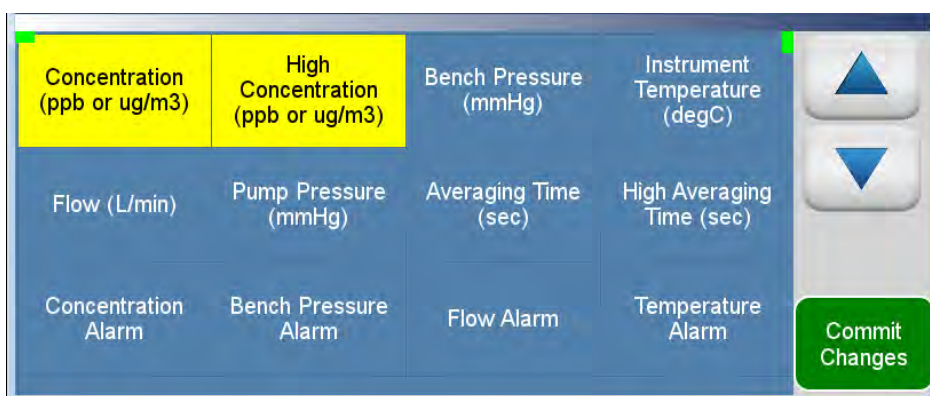 Concentration
(ppb or ug/m3)
High
Concentration
(ppb or ug/m3)
Bench Pressure
(mmHg)
Instrument
Temperature
(degC)
Flow (L/min)
Pump Pressure
(mmHg)
Averaging Time
(sec)
High Averaging
Time (sec)
Concentration
Alarm
Bench Pressure
Alarm
Flow Alarm
Temperature
Alarm
Commit
Changes